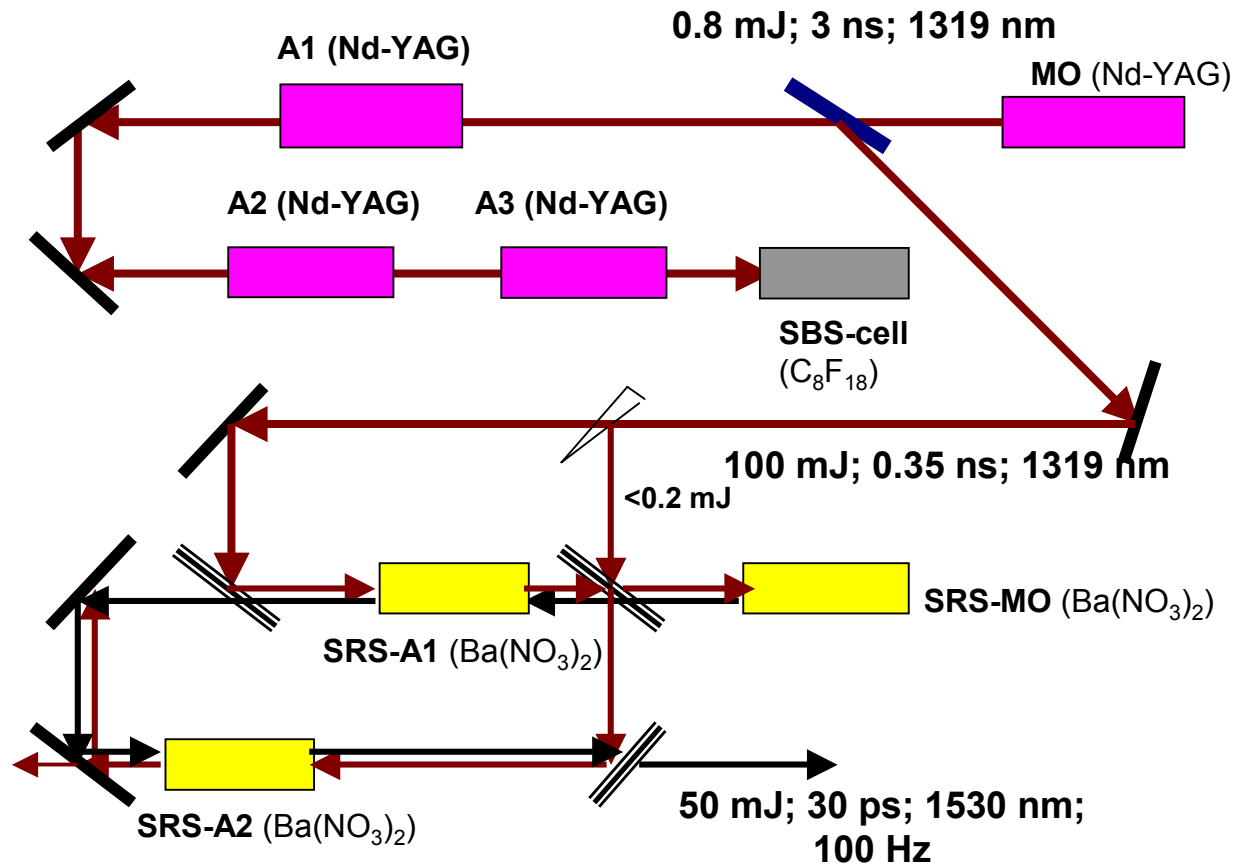 0.8 mJ; 3 ns; 1319 nm
A1 (Nd-YAG)
MO (Nd-YAG)
A2 (Nd-YAG)
A3 (Nd-YAG)
SBS-cell
(C₈F₁₈)
100 mJ; 0.35 ns; 1319 nm
<0.2 mJ
SRS-MO (Ba(NO₃)₂)
SRS-A1 (Ba(NO₃)₂)
50 mJ; 30 ps; 1530 nm;
100 Hz
SRS-A2 (Ba(NO₃)₂)